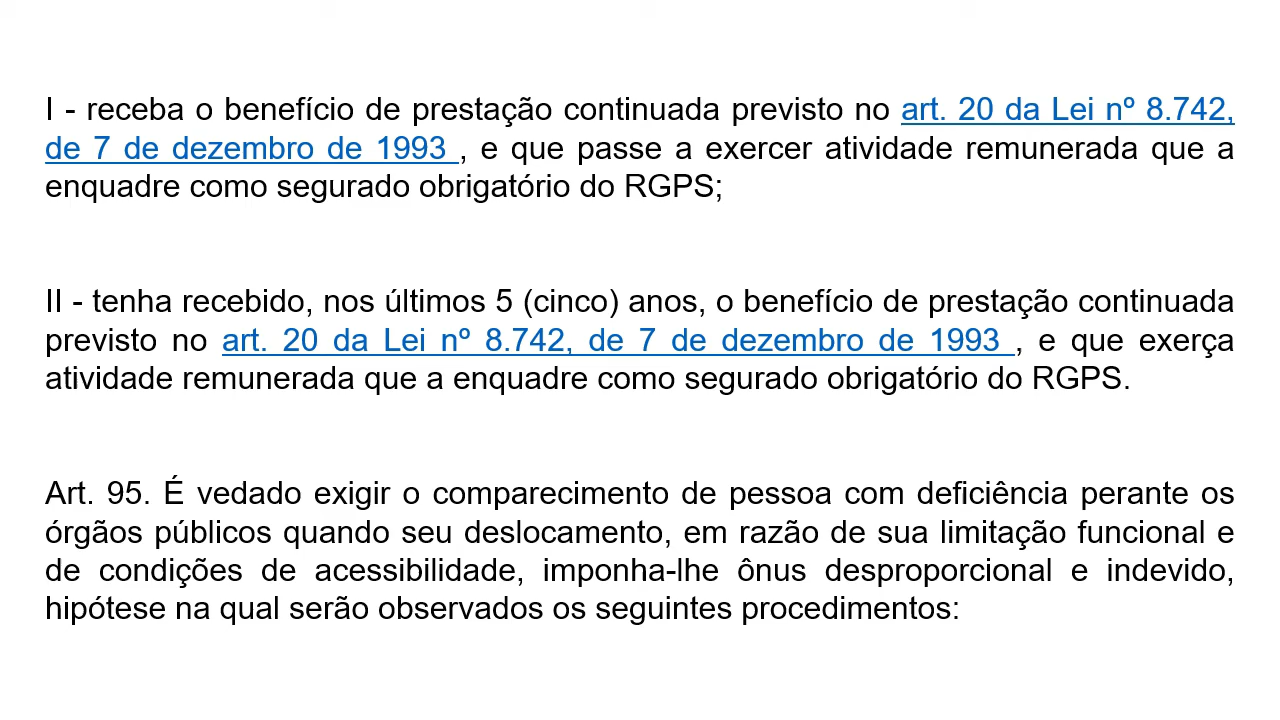 I - receba o benefício de prestação continuada previsto no art. 20 da Lei nº 8.742,
de 7 de dezembro de 1993 , e que passe a exercer atividade remunerada que a
enquadre como segurado obrigatório do RGPS;
II - tenha recebido, nos últimos 5 (cinco) anos, o benefício de prestação continuada
previsto no art. 20 da Lei nº 8.742, de 7 de dezembro de 1993 , e que exerça
atividade remunerada que a enquadre como segurado obrigatório do RGPS.
Art. 95. É vedado exigir o comparecimento de pessoa com deficiência perante os
órgãos públicos quando seu deslocamento, em razão de sua limitação funcional e
de condições de acessibilidade, imponha-lhe ônus desproporcional e indevido,
hipótese na qual serão observados os seguintes procedimentos: